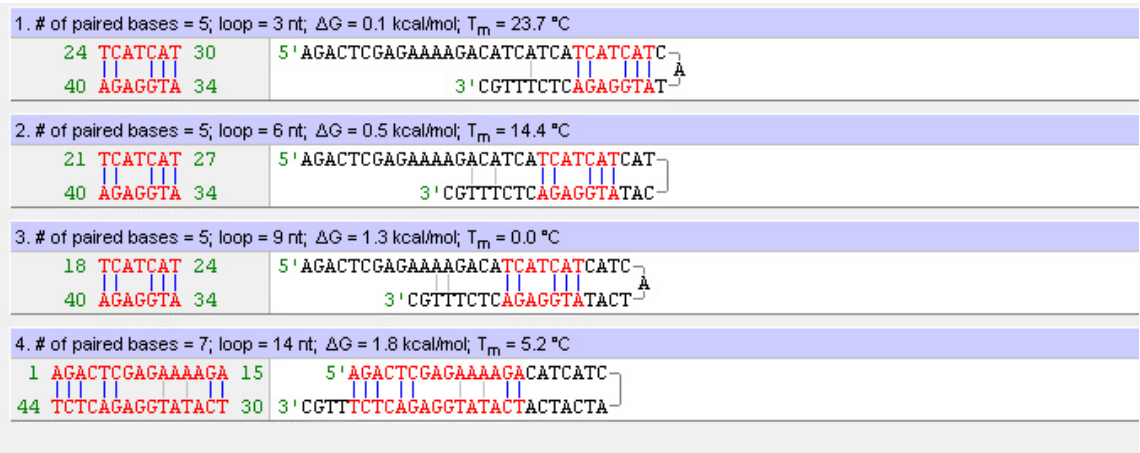 1. # of paired bases = 5; loop = 3 nt; ΔG = 0.1 kcal/mol; Tm = 23.7 °C
24 TCATCAT 30 5'AGACTCGAGAAAAGACATCATCATCATCATC
A
40 AGAGGTA 34 3'CGTTTCTCAGAGGTAT
2. # of paired bases = 5; loop = 6 nt; ΔG = 0.5 kcal/mol; Tm = 14.4 °C
21 TCATCAT 27 5'AGACTCGAGAAAAGACATCATCATCATCAT
40 AGAGGTA 34 3'CGTTTCTCAGAGGTATAC
3. # of paired bases = 5; loop = 9 nt; ΔG = 1.3 kcal/mol; Tm = 0.0 °C
18 TCATCAT 24 5'AGACTCGAGAAAAGACATCATCATCATC
A
40 AGAGGTA 34 3'CGTTTCTCAGAGGTATACT
4. # of paired bases = 7; loop = 14 nt; ΔG = 1.8 kcal/mol; Tm = 5.2 °C
1 AGACTCGAGAAAAGA 15 5'AGACTCGAGAAAAGACATCATC
44 TCTCAGAGGTATACT 30 3'CGTTTCTCAGAGGTATACTACTACTA